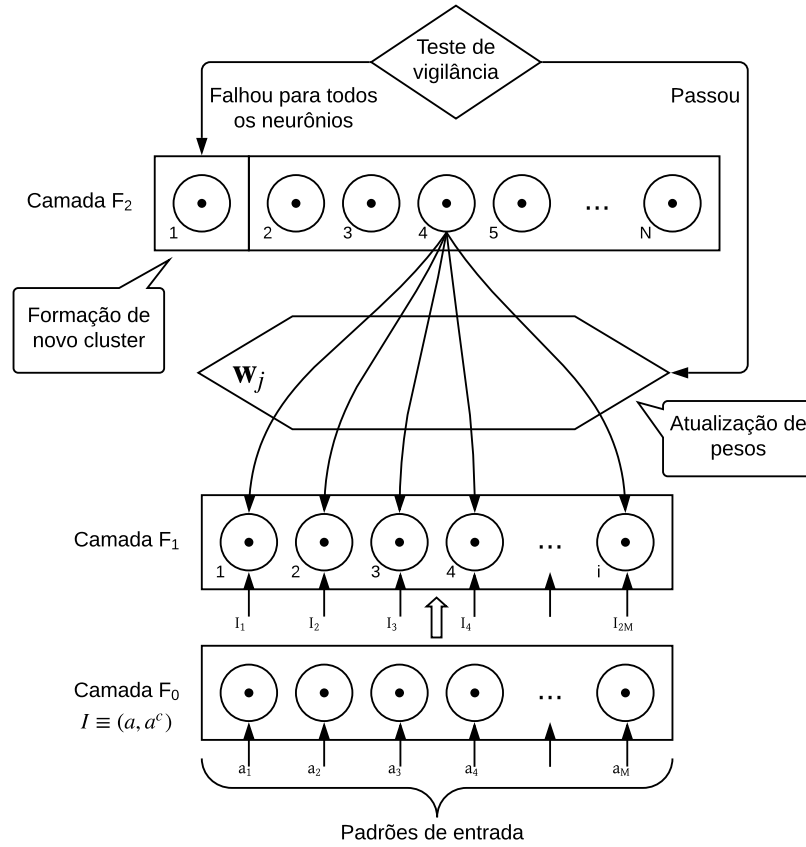 Teste de
vigilância
Falhou para todos
os neurônios
Passou
Camada F₂
1
2
3
4
5
...
N
Formação de
novo cluster
𝐰ⱼ
Atualização de
pesos
Camada F₁
1
2
3
4
...
i
I₁
I₂
I₃
I₄
I₂M
Camada F₀
I ≡ (a, aᶜ)
...
a₁
a₂
a₃
a₄
aM
Padrões de entrada